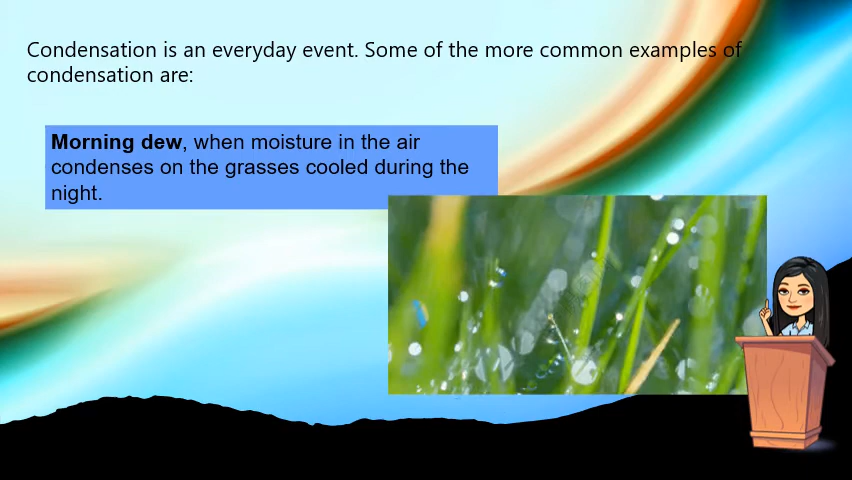 Condensation is an everyday event. Some of the more common examples of
condensation are:
Morning dew, when moisture in the air
condenses on the grasses cooled during the
night.